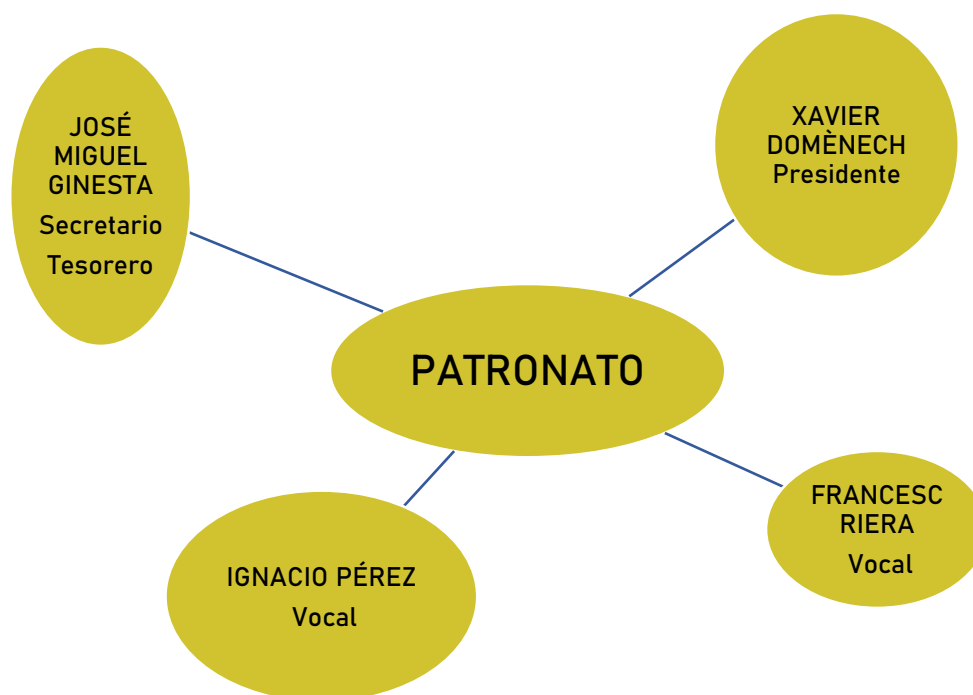 JOSÉ
MIGUEL
GINESTA
Secretario
Tesorero
XAVIER
DOMÈNECH
Presidente
PATRONATO
FRANCESC
RIERA
Vocal
IGNACIO PÉREZ
Vocal